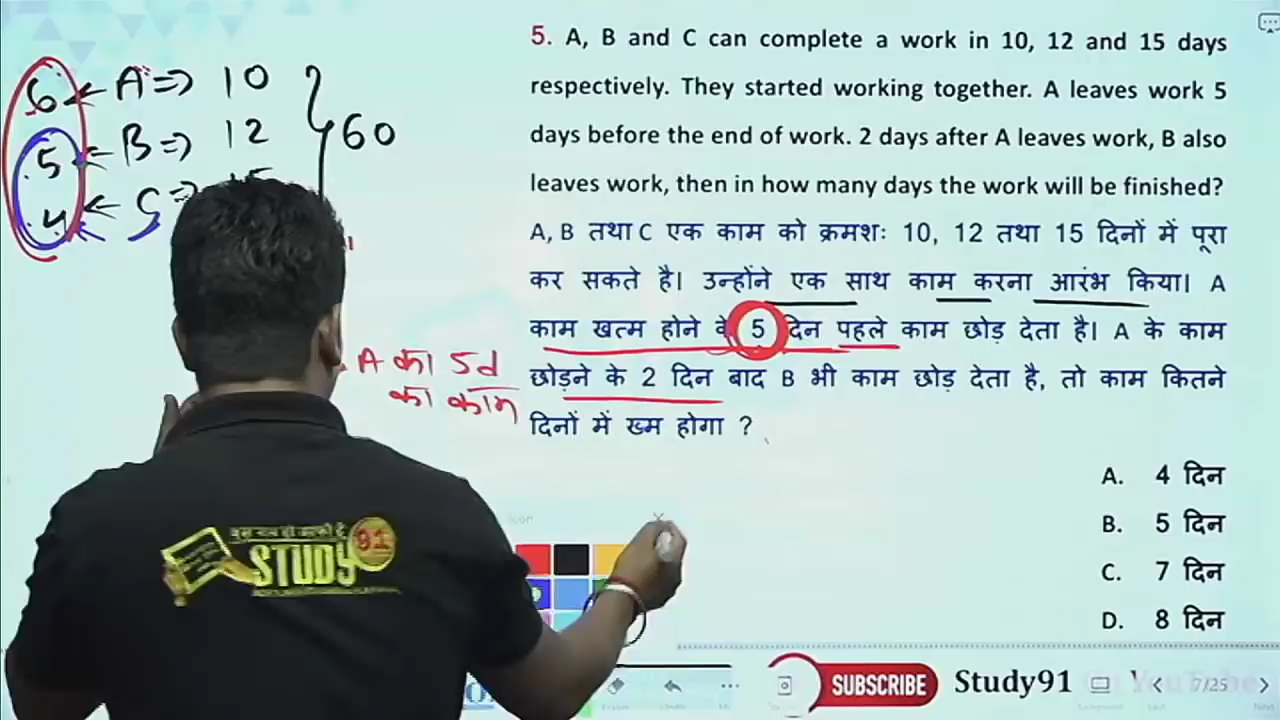 5. A, B and C can complete a work in 10, 12 and 15 days
respectively. They started working together. A leaves work 5
days before the end of work. 2 days after A leaves work, B also
leaves work, then in how many days the work will be finished?
A, B तथा C एक काम को क्रमशः 10, 12 तथा 15 दिनों में पूरा
कर सकते है। उन्होंने एक साथ काम करना आरंभ किया। A
काम खत्म होने के 5 दिन पहले काम छोड़ देता है। A के काम
छोड़ने के 2 दिन बाद B भी काम छोड़ देता है, तो काम कितने
दिनों में ख्म होगा ?
A. 4 दिन
B. 5 दिन
C. 7 दिन
D. 8 दिन
6 ← A ⇒ 10
5 ← B ⇒ 12
60
4 ← C ⇒
A का 5d
का काम
STUDY 91
SUBSCRIBE
Study91
7/25